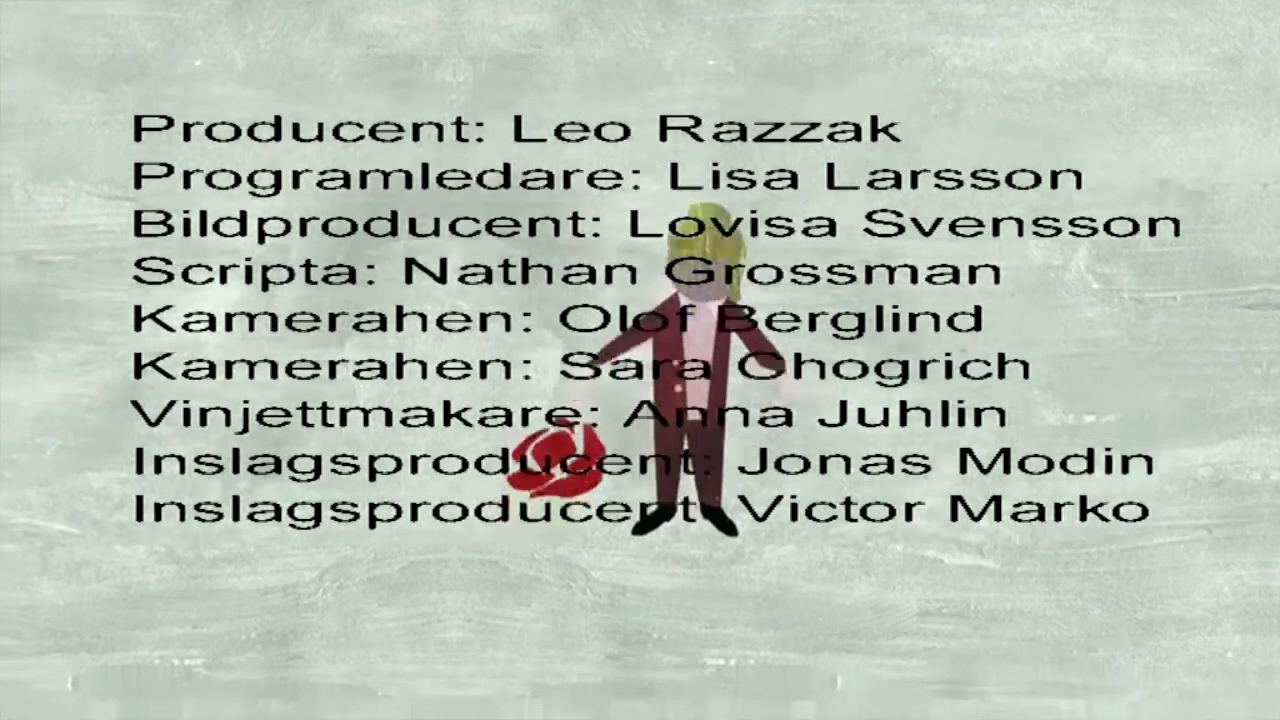 Producent: Leo Razzak
Programledare: Lisa Larsson
Bildproducent: Lovisa Svensson
Scripta: Nathan Grossman
Kamerahen: Olof Berglind
Kamerahen: Sara Chogrich
Vinjettmakare: Anna Juhlin
Inslagsproducent: Jonas Modin
Inslagsproducent: Victor Marko